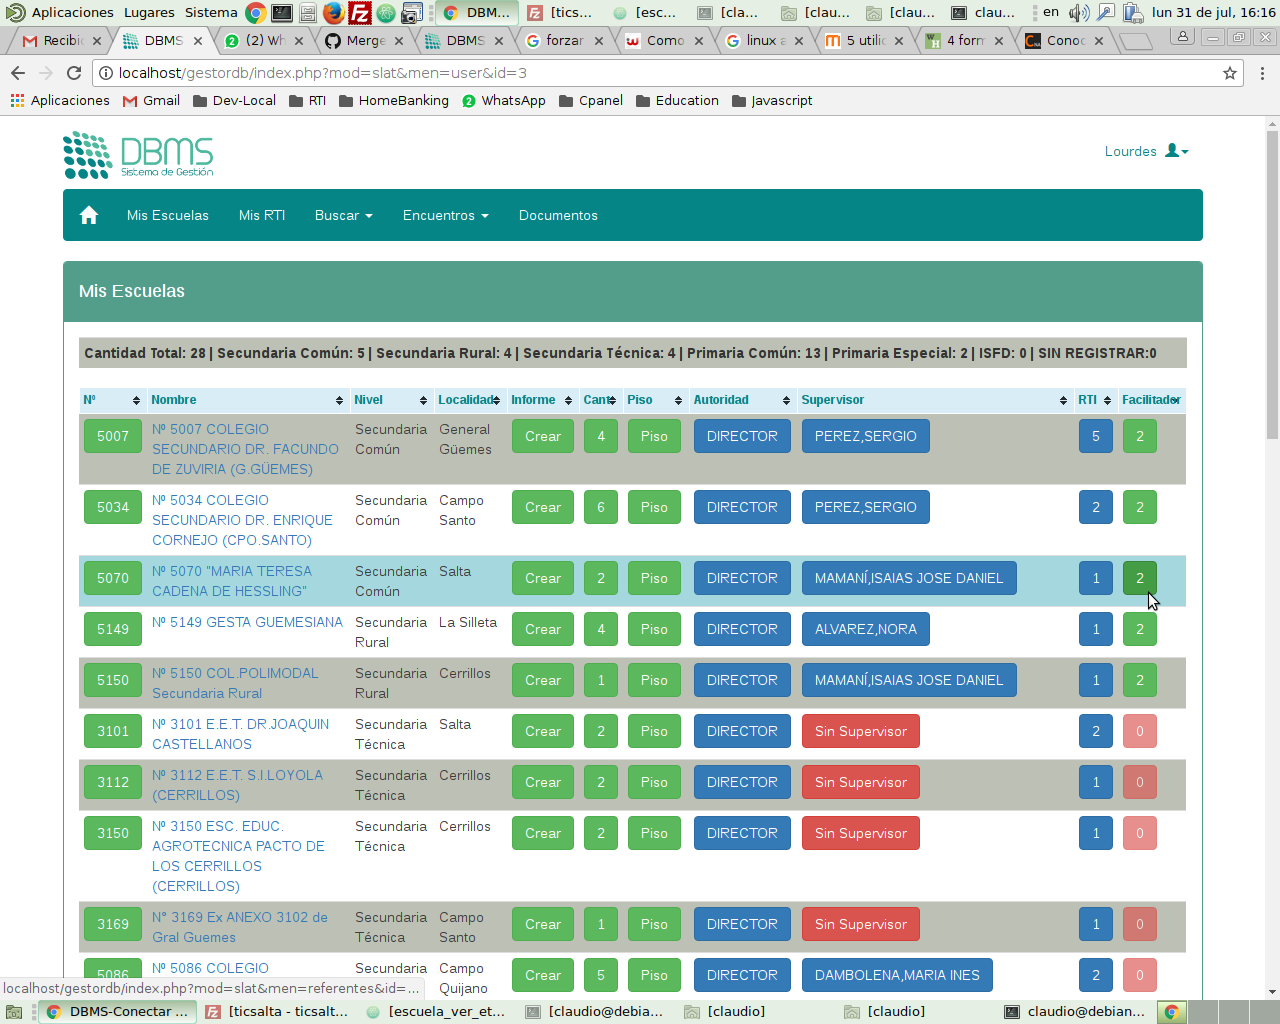 Aplicaciones Lugares Sistema DBM... [tics... [esc... [cla... [clau... [clau... clau... en lun 31 de jul, 16:16
Recibic DBMS (2) Wh Merge DBMS forzar Como linux a 5 utilic 4 form Conoc
localhost/gestordb/index.php?mod=slat&men=user&id=3
Aplicaciones Gmail Dev-Local RTI HomeBanking WhatsApp Cpanel Education Javascript
DBMS
Sistema de Gestión
Lourdes
Mis Escuelas Mis RTI Buscar Encuentros Documentos
Mis Escuelas
Cantidad Total: 28 | Secundaria Común: 5 | Secundaria Rural: 4 | Secundaria Técnica: 4 | Primaria Común: 13 | Primaria Especial: 2 | ISFD: 0 | SIN REGISTRAR:0
Nº Nombre Nivel Localidad Informe Cant Piso Autoridad Supervisor RTI Facilitador
5007 Nº 5007 COLEGIO Secundaria General Crear 4 Piso DIRECTOR PEREZ,SERGIO 5 2
SECUNDARIO DR. FACUNDO Común Güemes
DE ZUVIRIA (G.GÜEMES)
5034 Nº 5034 COLEGIO Secundaria Campo Crear 6 Piso DIRECTOR PEREZ,SERGIO 2 2
SECUNDARIO DR. ENRIQUE Común Santo
CORNEJO (CPO.SANTO)
5070 Nº 5070 "MARIA TERESA Secundaria Salta Crear 2 Piso DIRECTOR MAMANÍ,ISAIAS JOSE DANIEL 1 2
CADENA DE HESSLING" Común
5149 Nº 5149 GESTA GUEMESIANA Secundaria La Silleta Crear 4 Piso DIRECTOR ALVAREZ,NORA 1 2
Rural
5150 Nº 5150 COL.POLIMODAL Secundaria Cerrillos Crear 1 Piso DIRECTOR MAMANÍ,ISAIAS JOSE DANIEL 1 2
Secundaria Rural Rural
3101 Nº 3101 E.E.T. DR.JOAQUIN Secundaria Salta Crear 2 Piso DIRECTOR Sin Supervisor 2 0
CASTELLANOS Técnica
3112 Nº 3112 E.E.T. S.I.LOYOLA Secundaria Cerrillos Crear 2 Piso DIRECTOR Sin Supervisor 1 0
(CERRILLOS) Técnica
3150 Nº 3150 ESC. EDUC. Secundaria Cerrillos Crear 2 Piso DIRECTOR Sin Supervisor 1 0
AGROTECNICA PACTO DE Técnica
LOS CERRILLOS
(CERRILLOS)
3169 N° 3169 Ex ANEXO 3102 de Secundaria Campo Crear 1 Piso DIRECTOR Sin Supervisor 1 0
Gral Guemes Técnica Santo
5086 Nº 5086 COLEGIO Secundaria Campo Crear 5 Piso DIRECTOR DAMBOLENA,MARIA INES 2 0
Quijano
localhost/gestordb/index.php?mod=slat&men=referentes&id=...
DBMS-Conectar ... [ticsalta - ticsalt... [escuela_ver_et... [claudio@debia... [claudio] [claudio] claudio@debian...